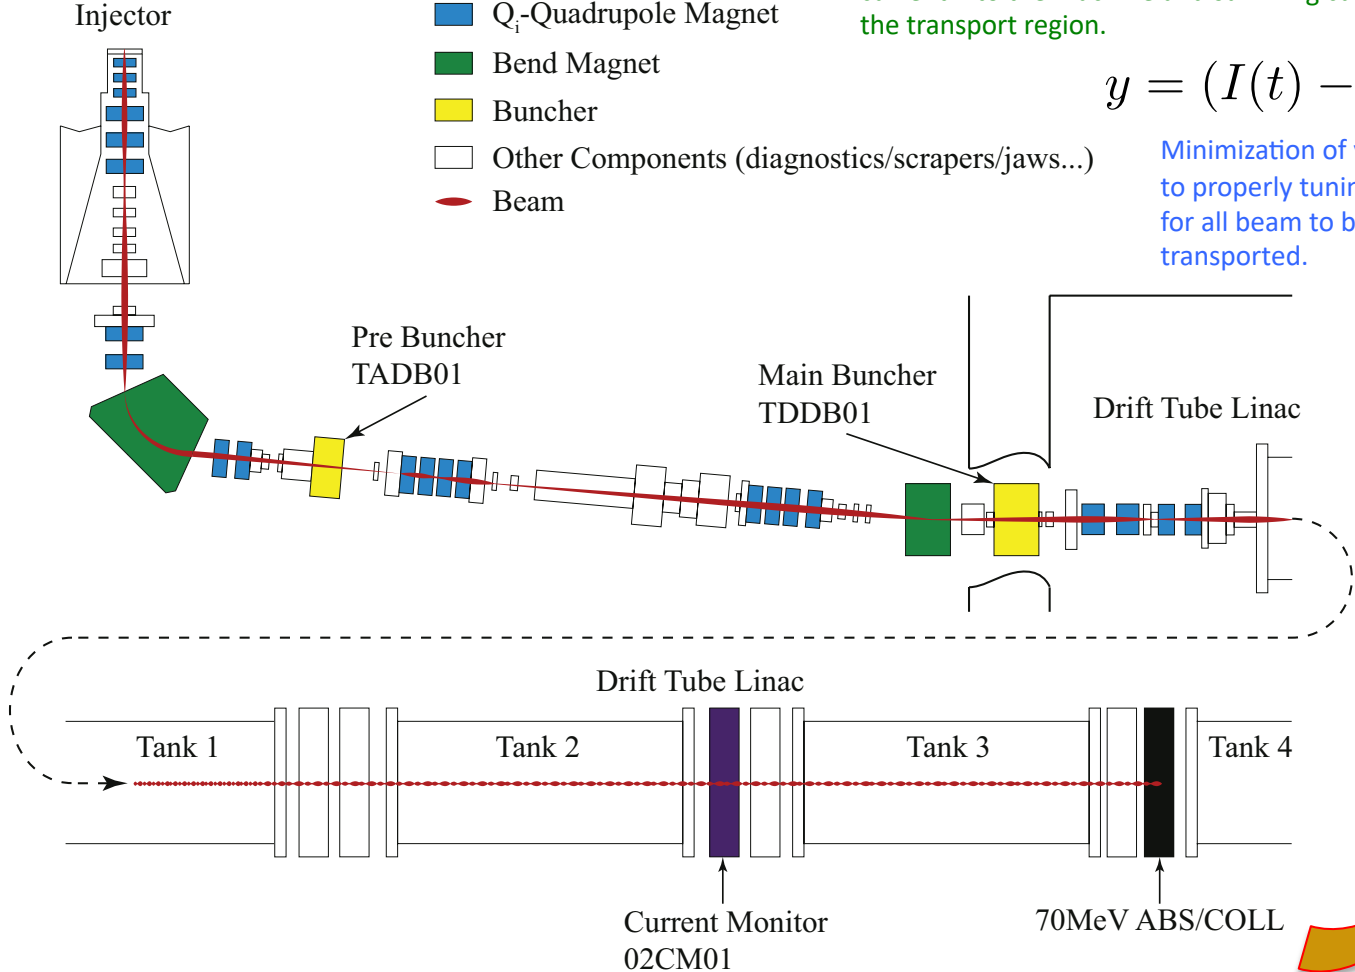 Injector
Qi-Quadrupole Magnet
Bend Magnet
Buncher
Other Components (diagnostics/scrapers/jaws...)
Beam
the transport region.
y = (I(t) −
Minimization of
to properly tunin
for all beam to b
transported.
Pre Buncher
TADB01
Main Buncher
TDDB01
Drift Tube Linac
Drift Tube Linac
Tank 1
Tank 2
Tank 3
Tank 4
Current Monitor
02CM01
70MeV ABS/COLL